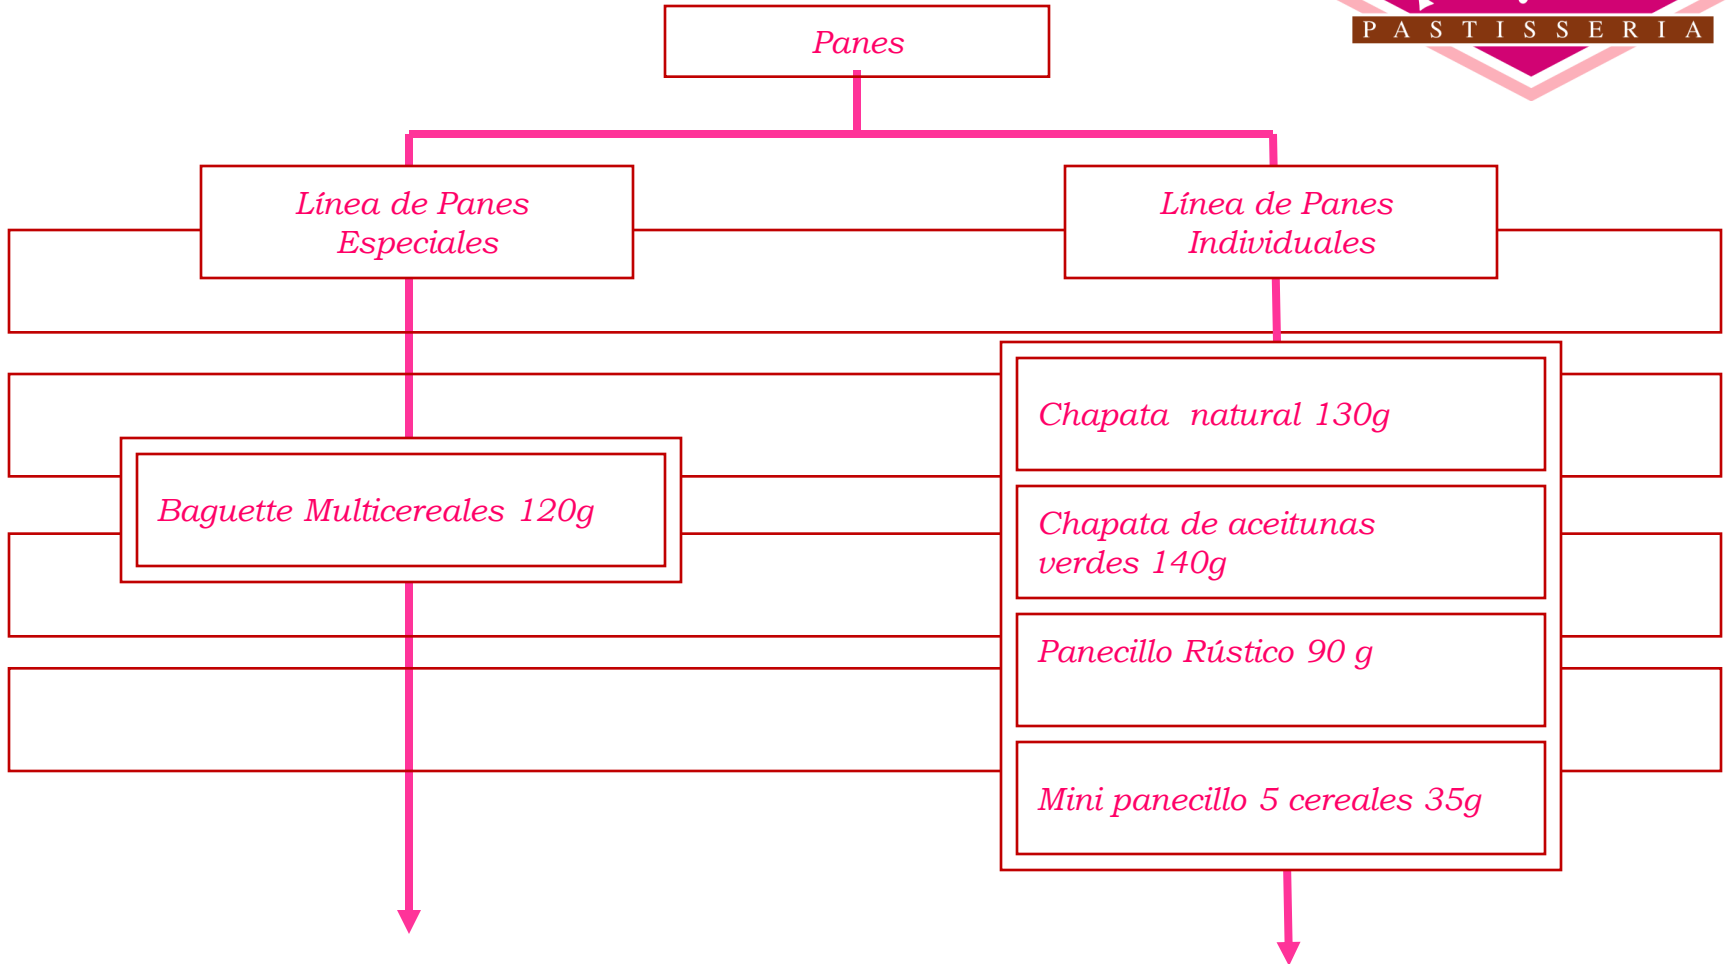 PASTISSERIA
Panes
Línea de Panes
Especiales
Línea de Panes
Individuales
Baguette Multicereales 120g
Chapata  natural 130g
Chapata de aceitunas
verdes 140g
Panecillo Rústico 90 g
Mini panecillo 5 cereales 35g